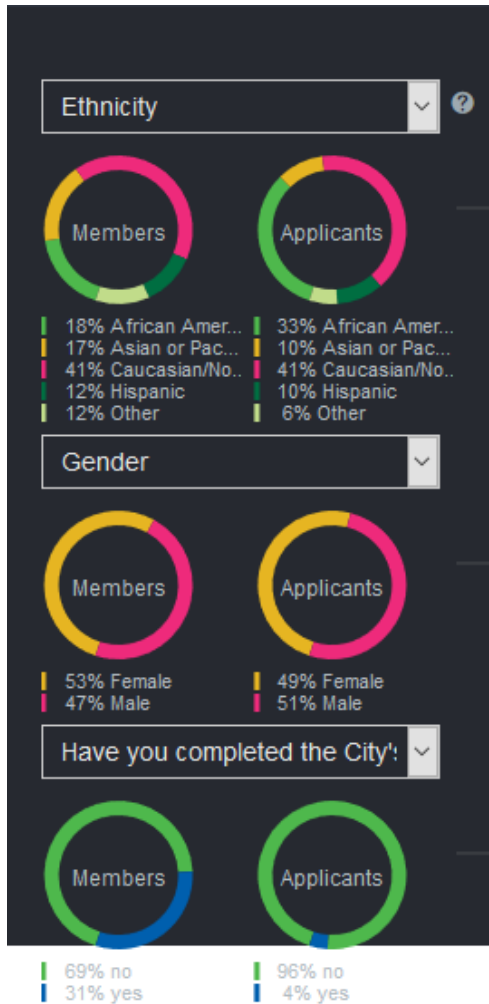 Ethnicity
?
Members
Applicants
18% African Amer...
33% African Amer...
17% Asian or Pac...
10% Asian or Pac...
41% Caucasian/No..
41% Caucasian/No..
12% Hispanic
10% Hispanic
12% Other
6% Other
Gender
Members
Applicants
53% Female
49% Female
47% Male
51% Male
Have you completed the City's
Members
Applicants
69% no
96% no
31% yes
4% yes